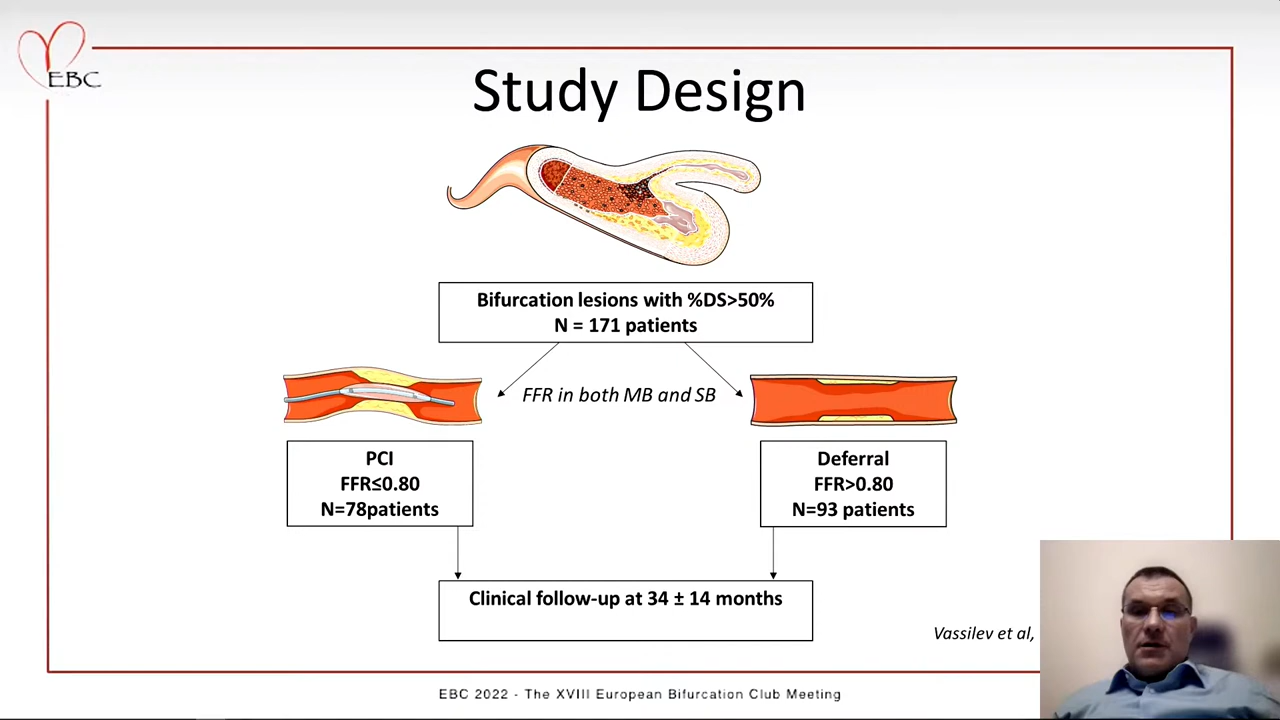 EBC
Study Design
Bifurcation lesions with %DS>50%
N = 171 patients
FFR in both MB and SB
PCI
FFR≤0.80
N=78patients
Deferral
FFR>0.80
N=93 patients
Clinical follow-up at 34 ± 14 months
Vassilev et al,
EBC 2022 - The XVIII European Bifurcation Club Meeting